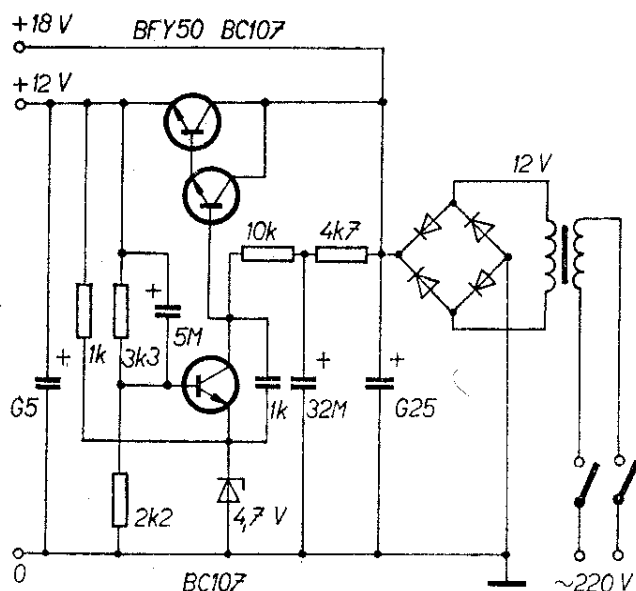 +18 V
BFY50 BC107
+12 V
12 V
10k
4k7
+
5M
1k
3k3
+
G5
1k
+
32M
+
G25
2k2
4,7 V
0
BC107
~220 V